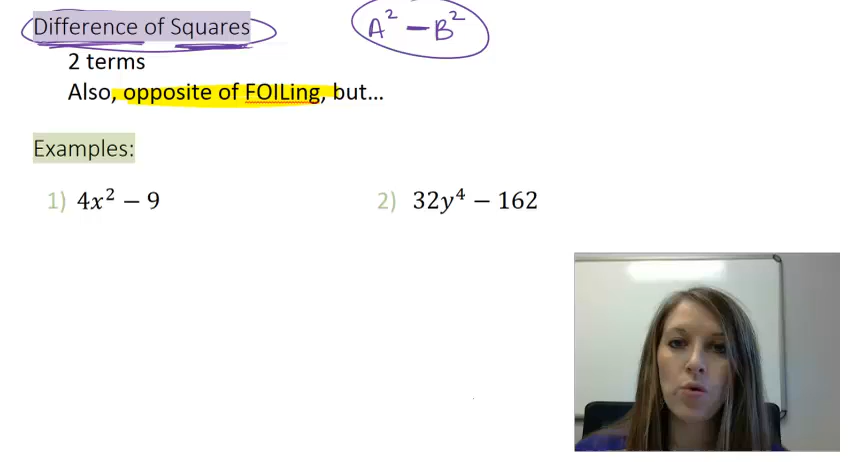 Difference of Squares A² − B²
2 terms
Also, opposite of FOILing, but…
Examples:
1) 4x² − 9 2) 32y⁴ − 162